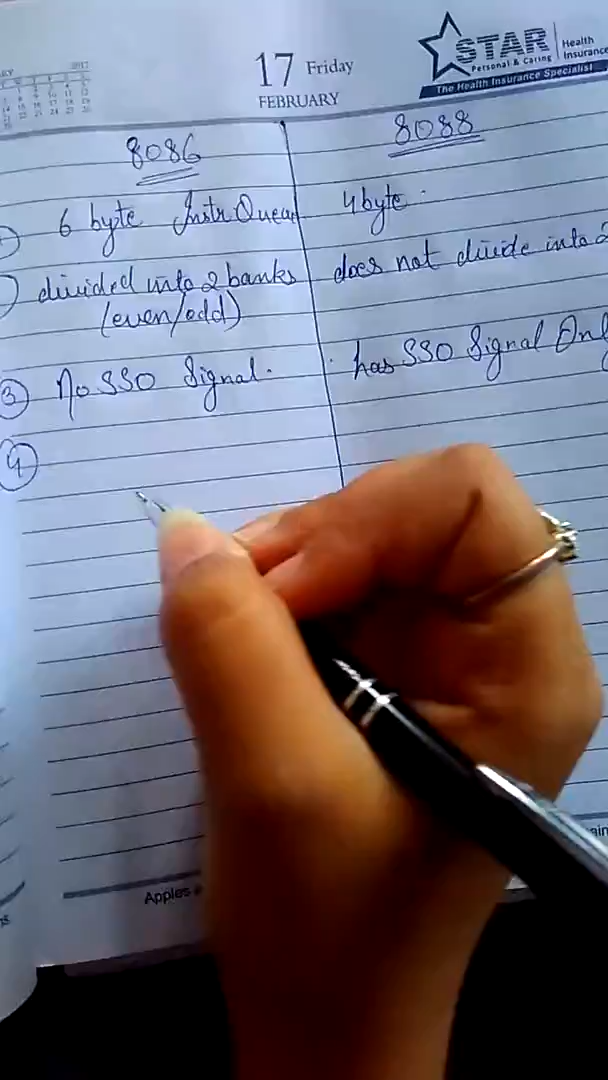 17 Friday
FEBRUARY
STAR Health Insurance
Personal & Caring
The Health Insurance Specialist
8086 8088
6 byte Instr Queue 4 byte.
divided into 2 banks does not divide into 2
(even/odd)
③ No SSO Signal. has SSO Signal Only
④
Apples